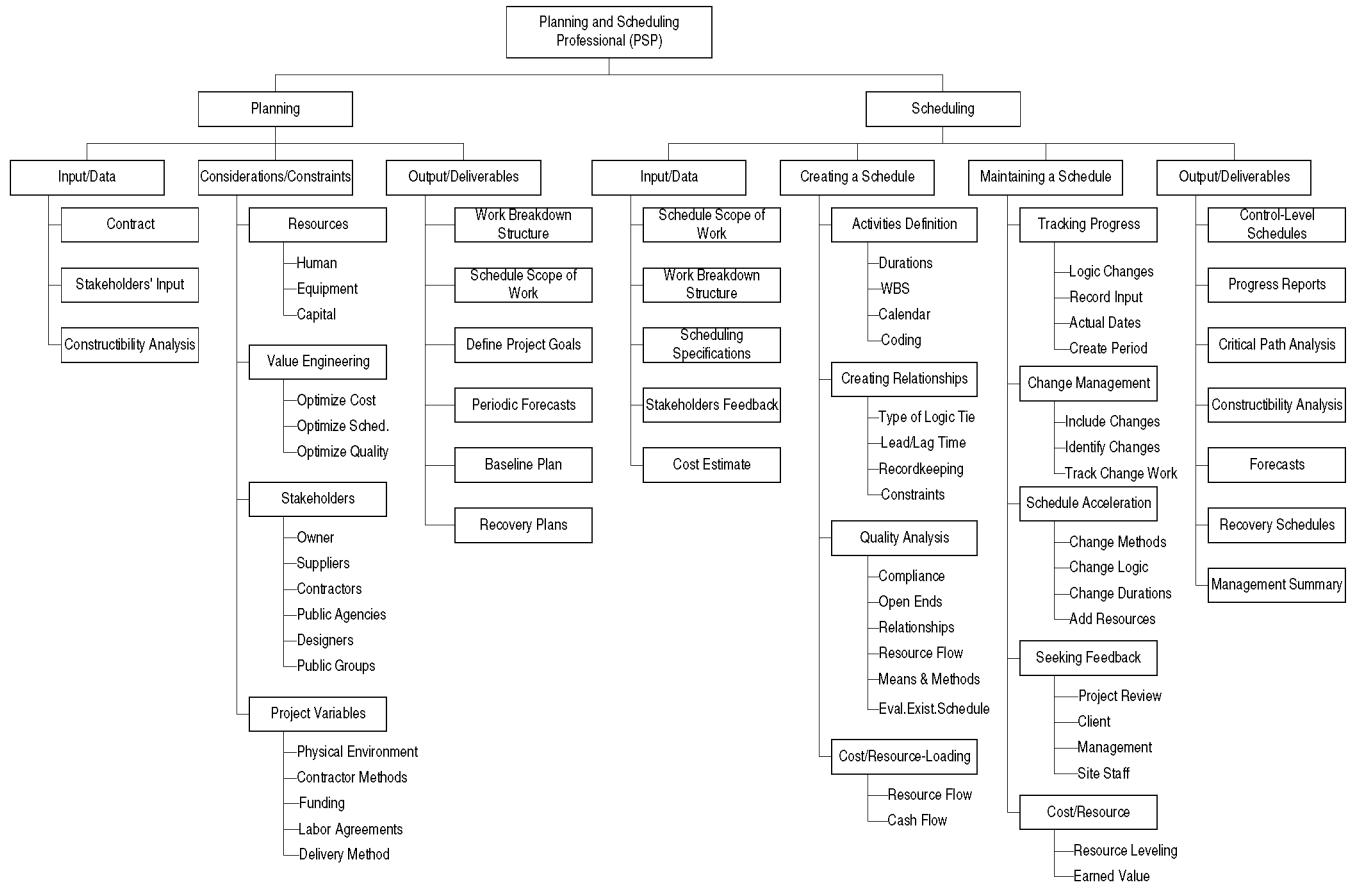 Planning and Scheduling
Professional (PSP)
Planning
Scheduling
Input/Data
Considerations/Constraints
Output/Deliverables
Input/Data
Creating a Schedule
Maintaining a Schedule
Output/Deliverables
Contract
Stakeholders' Input
Constructibility Analysis
Resources
Human
Equipment
Capital
Value Engineering
Optimize Cost
Optimize Sched.
Optimize Quality
Stakeholders
Owner
Suppliers
Contractors
Public Agencies
Designers
Public Groups
Project Variables
Physical Environment
Contractor Methods
Funding
Labor Agreements
Delivery Method
Work Breakdown
Structure
Schedule Scope of
Work
Define Project Goals
Periodic Forecasts
Baseline Plan
Recovery Plans
Schedule Scope of
Work
Work Breakdown
Structure
Scheduling
Specifications
Stakeholders Feedback
Cost Estimate
Activities Definition
Durations
WBS
Calendar
Coding
Creating Relationships
Type of Logic Tie
Lead/Lag Time
Recordkeeping
Constraints
Quality Analysis
Compliance
Open Ends
Relationships
Resource Flow
Means & Methods
Eval.Exist.Schedule
Cost/Resource-Loading
Resource Flow
Cash Flow
Tracking Progress
Logic Changes
Record Input
Actual Dates
Create Period
Change Management
Include Changes
Identify Changes
Track Change Work
Schedule Acceleration
Change Methods
Change Logic
Change Durations
Add Resources
Seeking Feedback
Project Review
Client
Management
Site Staff
Cost/Resource
Resource Leveling
Earned Value
Control-Level
Schedules
Progress Reports
Critical Path Analysis
Constructibility Analysis
Forecasts
Recovery Schedules
Management Summary